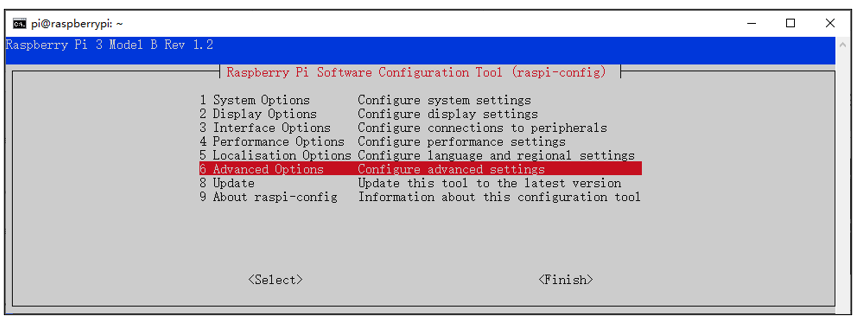 pi@raspberrypi: ~
Raspberry Pi 3 Model B Rev 1.2
Raspberry Pi Software Configuration Tool (raspi-config)
1 System Options Configure system settings
2 Display Options Configure display settings
3 Interface Options Configure connections to peripherals
4 Performance Options Configure performance settings
5 Localisation Options Configure language and regional settings
6 Advanced Options Configure advanced settings
8 Update Update this tool to the latest version
9 About raspi-config Information about this configuration tool
<Select> <Finish>